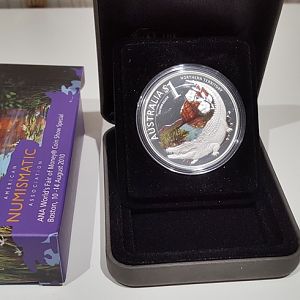 AMERICAN
NUMISMATIC
ASSOCIATION
ANA World's Fair of Money® Coin Show Special
Boston, 10 - 14 August 2010
AUSTRALIA $1
NORTHERN TERRITORY